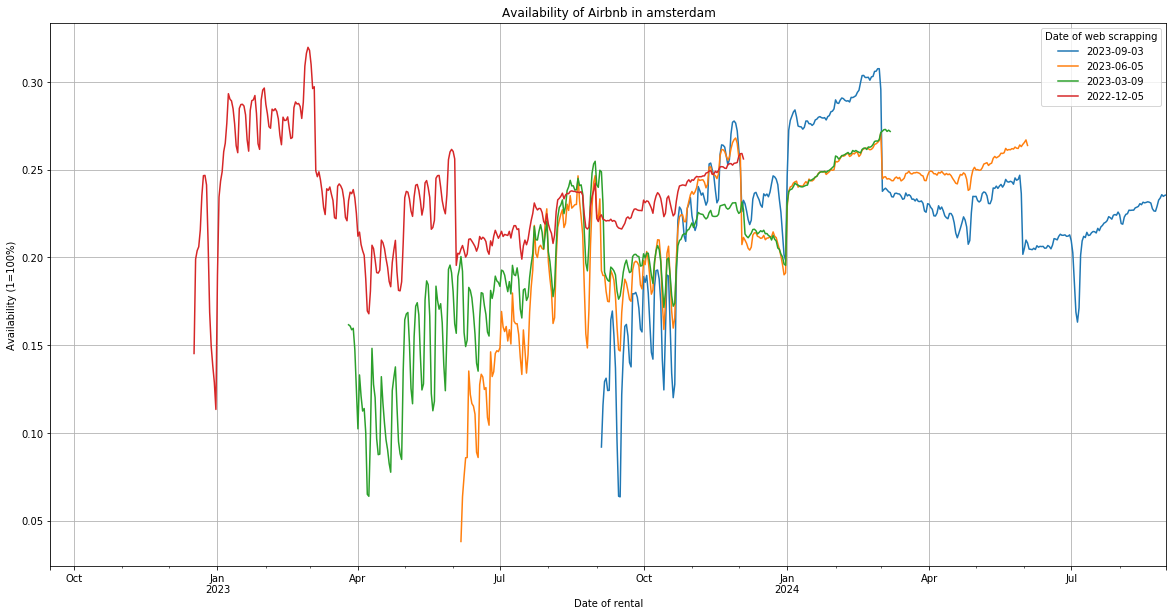 Availability of Airbnb in amsterdam
Date of web scrapping
2023-09-03
2023-06-05
2023-03-09
2022-12-05
Availability (1=100%)
0.30
0.25
0.20
0.15
0.10
0.05
Oct Jan Apr Jul Oct Jan Apr Jul
2023 2024
Date of rental